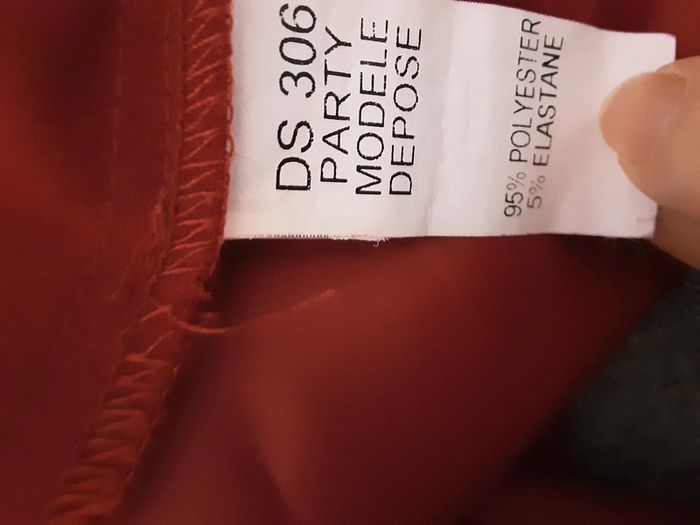 DS 306
PARTY
MODELE
DEPOSE
95% POLYESTER
5% ELASTANE